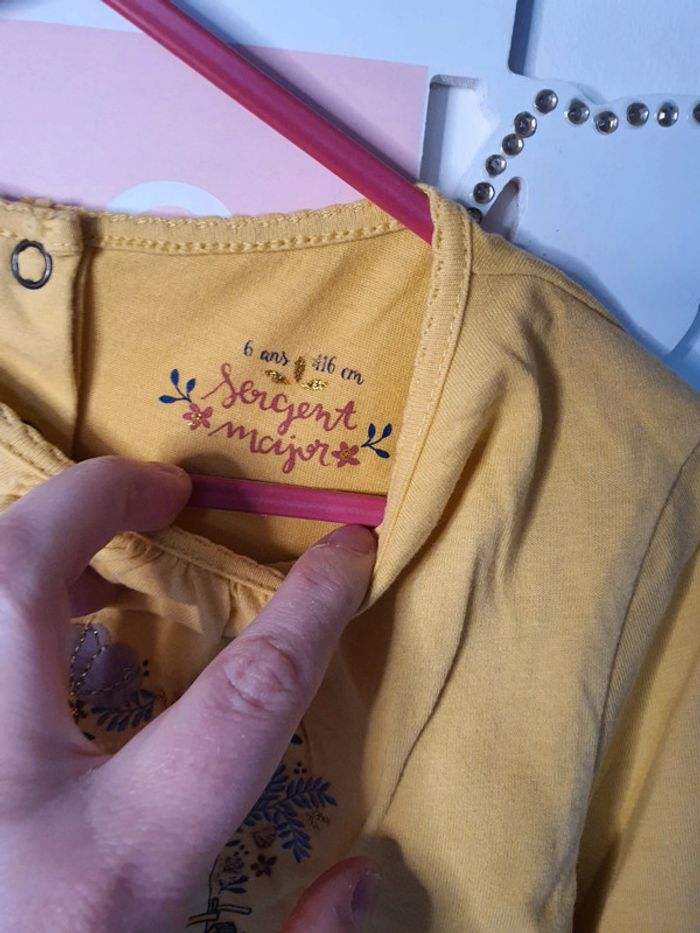 6 ans 116 cm
Sergent
major